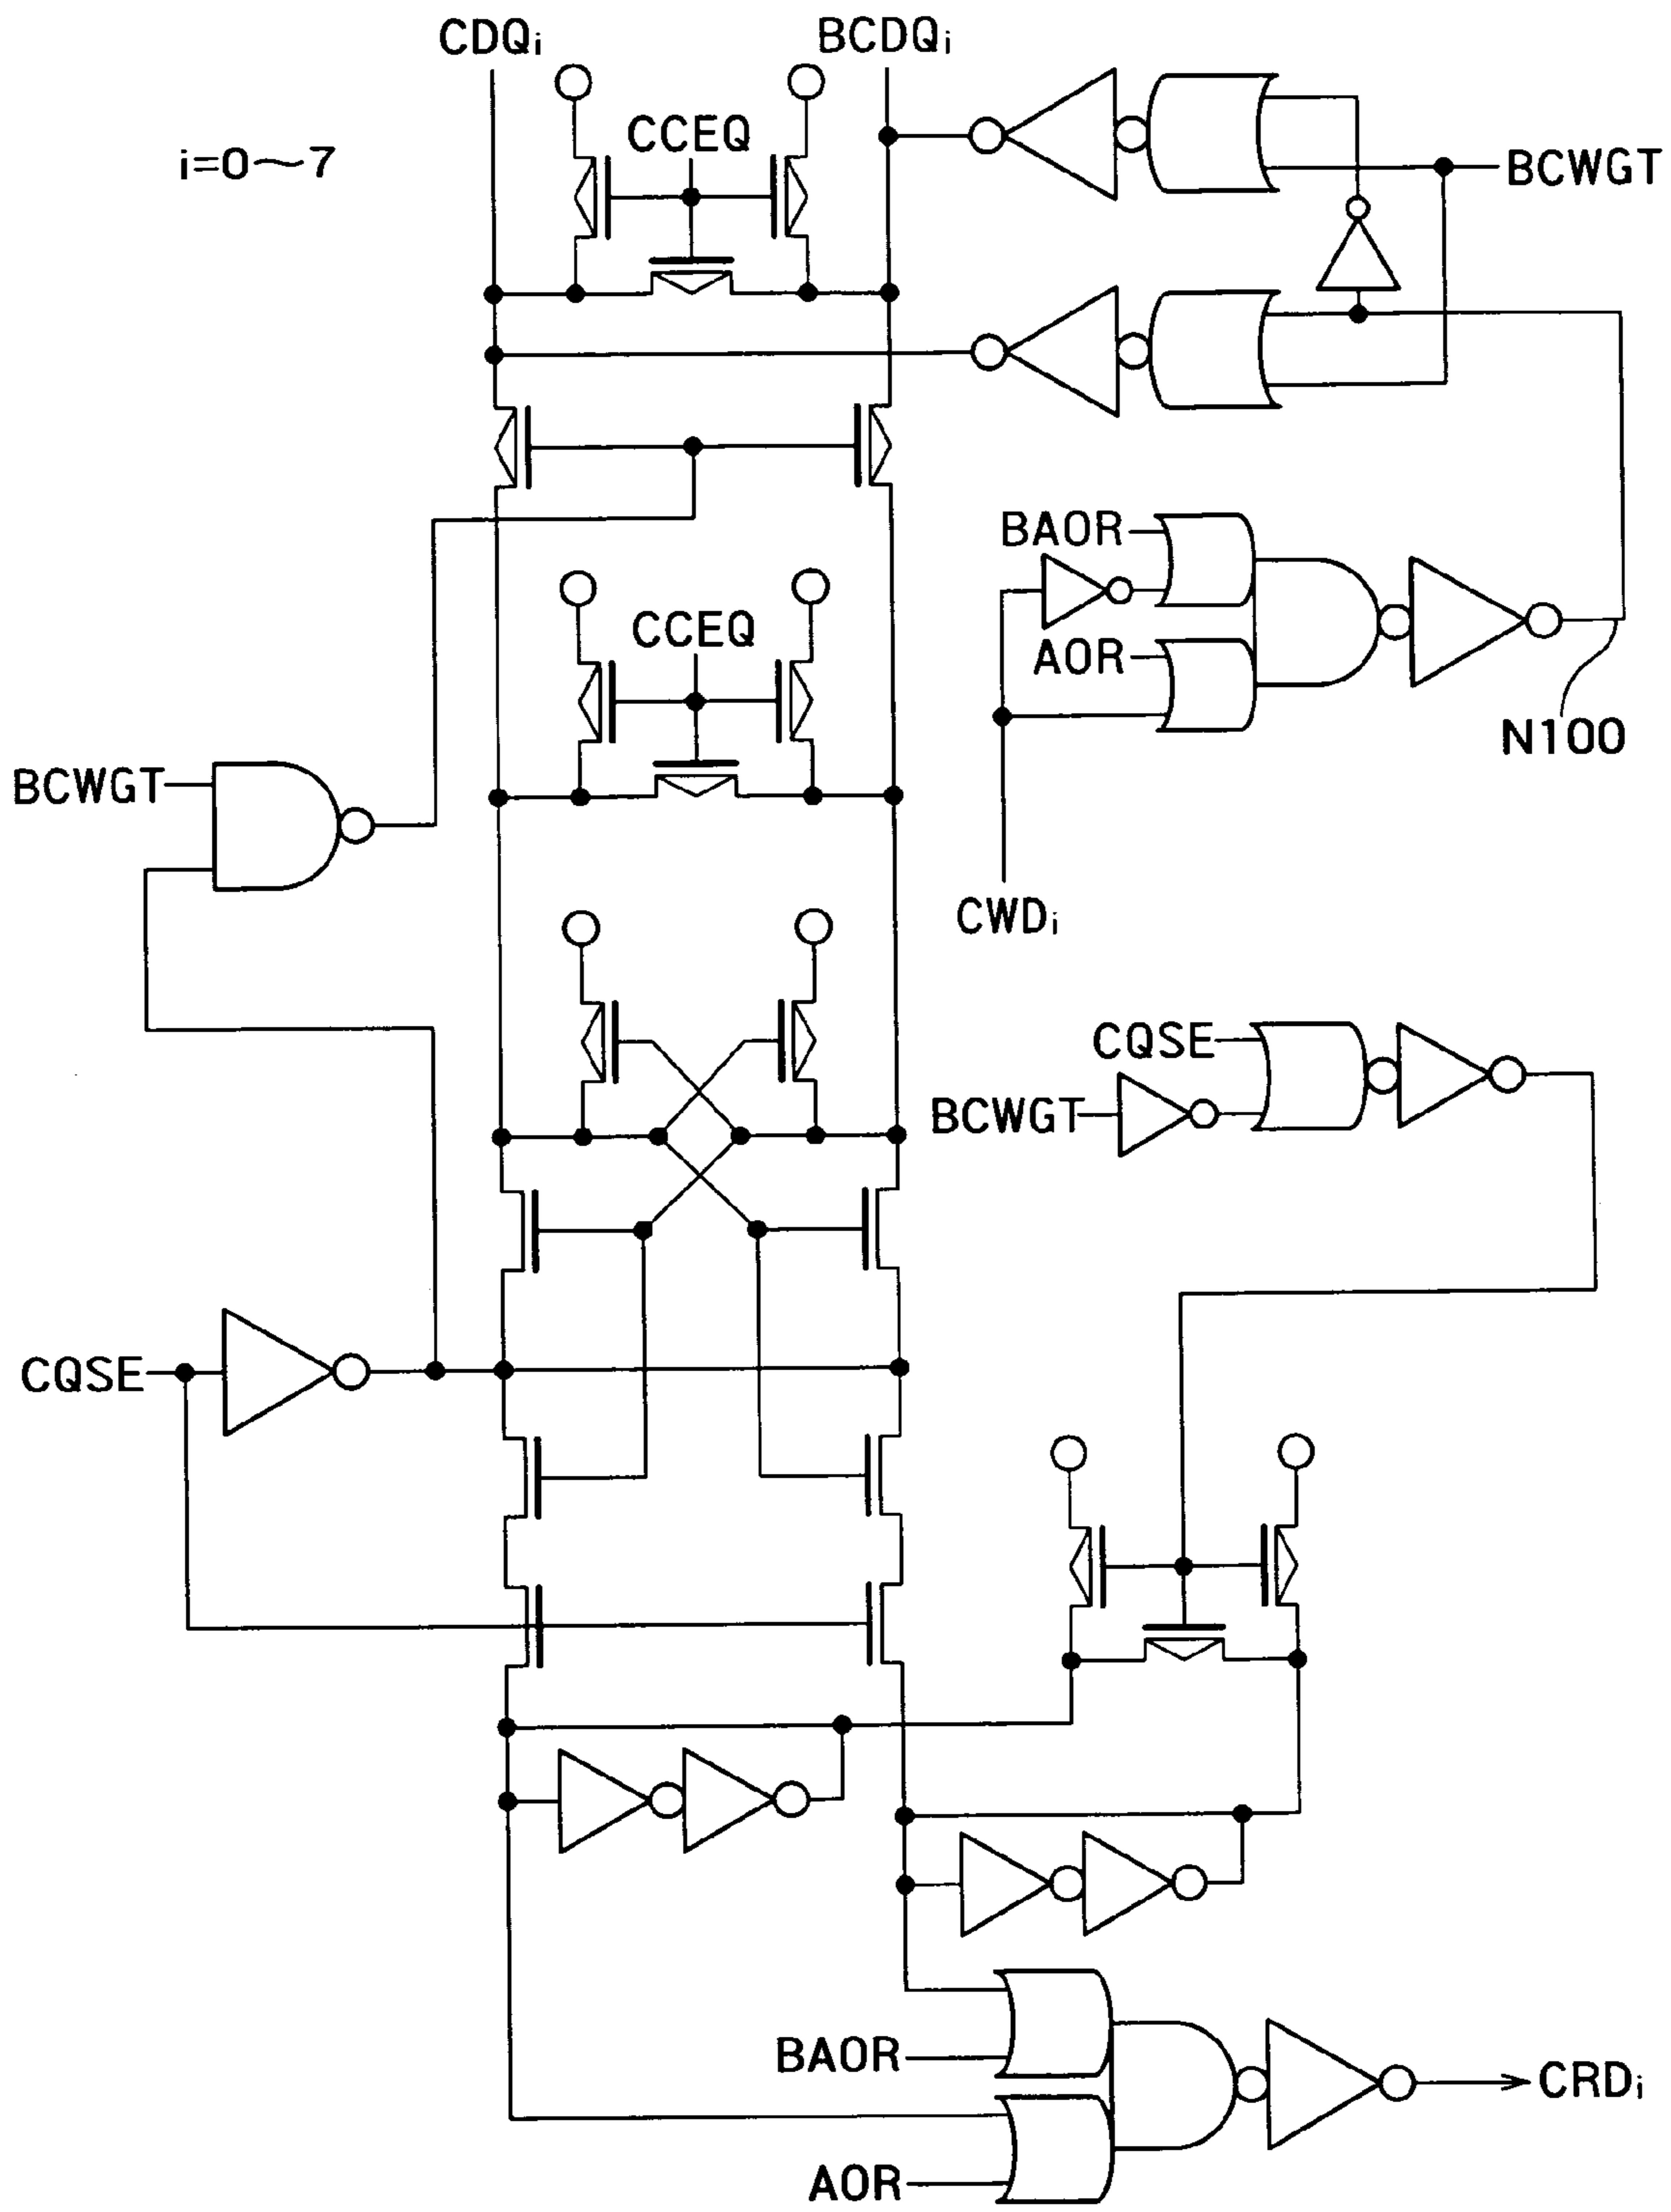 CDQi
BCDQi
CCEQ
i=0～7
BCWGT
BAOR
CCEQ
AOR
N100
BCWGT
CWDi
CQSE
BCWGT
CQSE
BAOR
CRDi
AOR